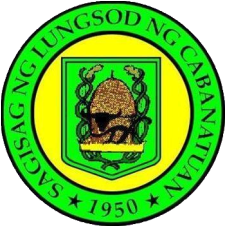 SAGISAG NG LUNGSOD NG CABANATUAN
★ 1950 ★